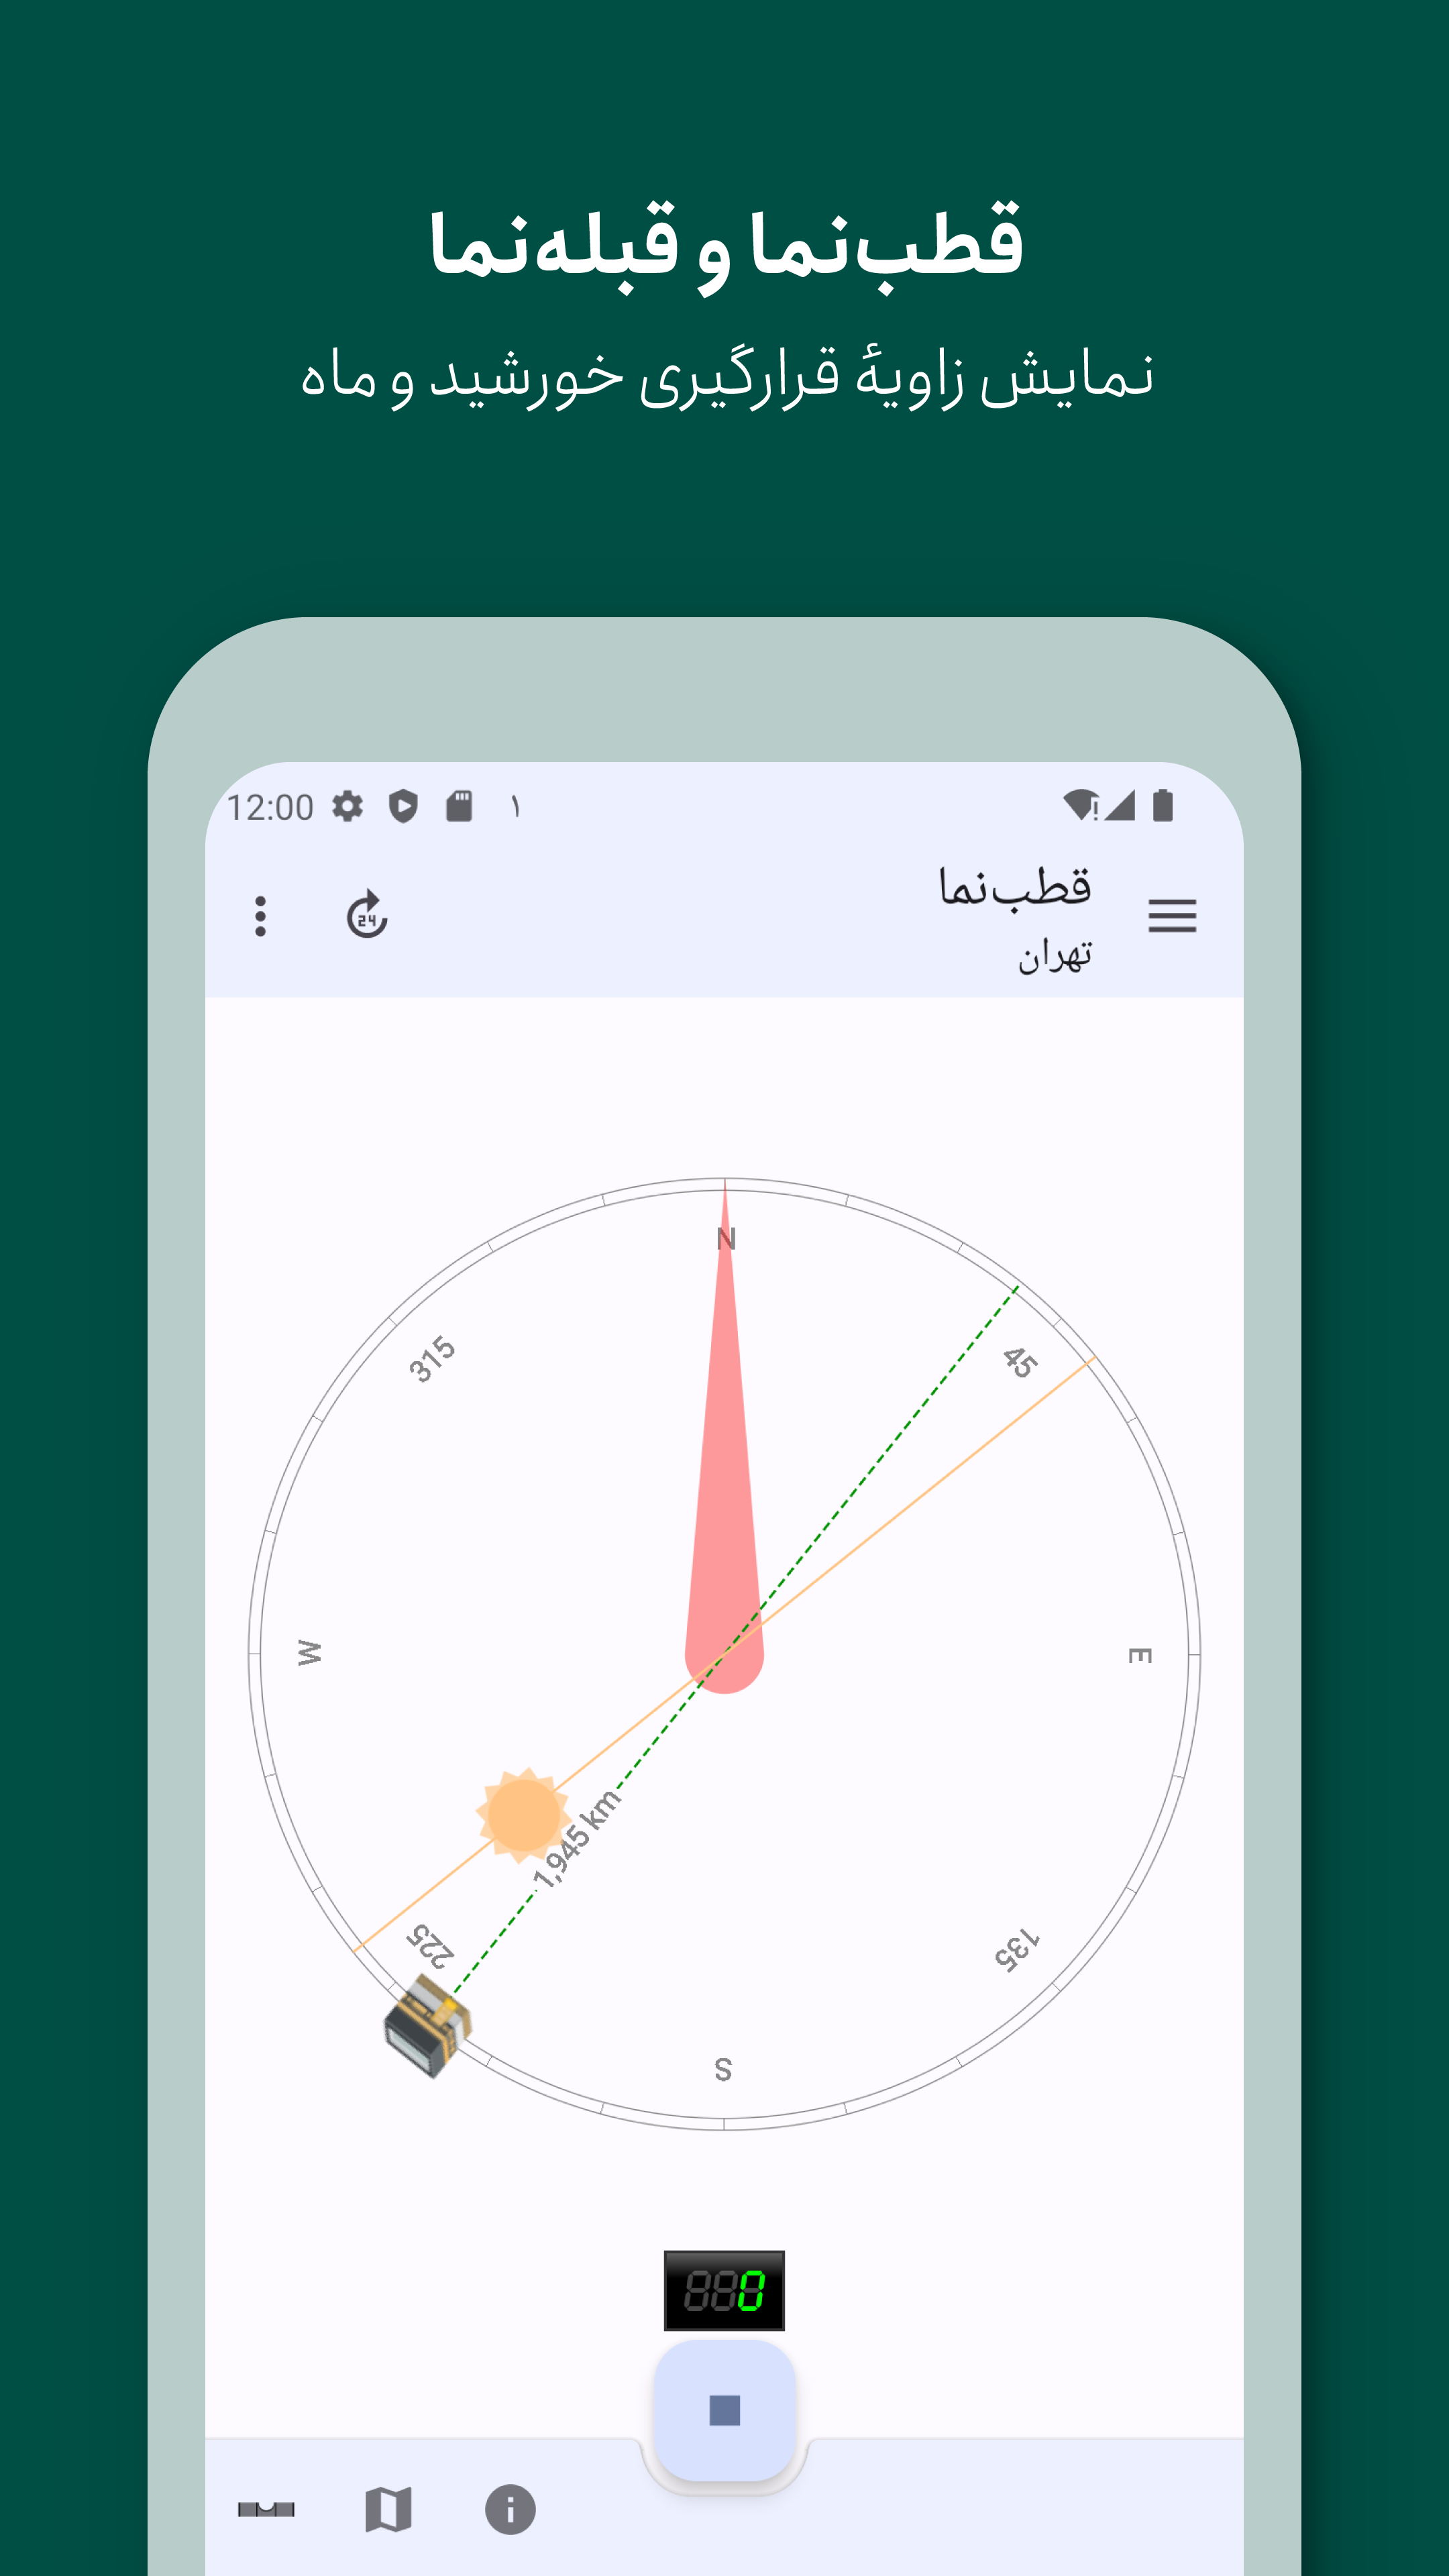 قطب‌نما و قبله‌نما
نمایش زاویهٔ قرارگیری خورشید و ماه
12:00 ۱
قطب‌نما
24
تهران
N
45
315
E
W
1,945 km
225
135
S
0